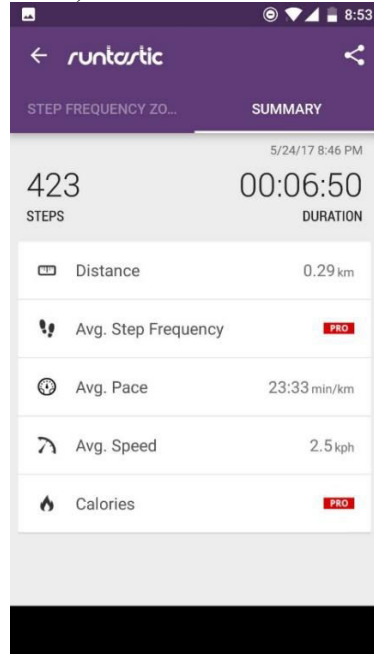 8:53
runtastic
STEP FREQUENCY ZO... SUMMARY
5/24/17 8:46 PM
423 00:06:50
STEPS DURATION
Distance 0.29 km
Avg. Step Frequency PRO
Avg. Pace 23:33 min/km
Avg. Speed 2.5 kph
Calories PRO